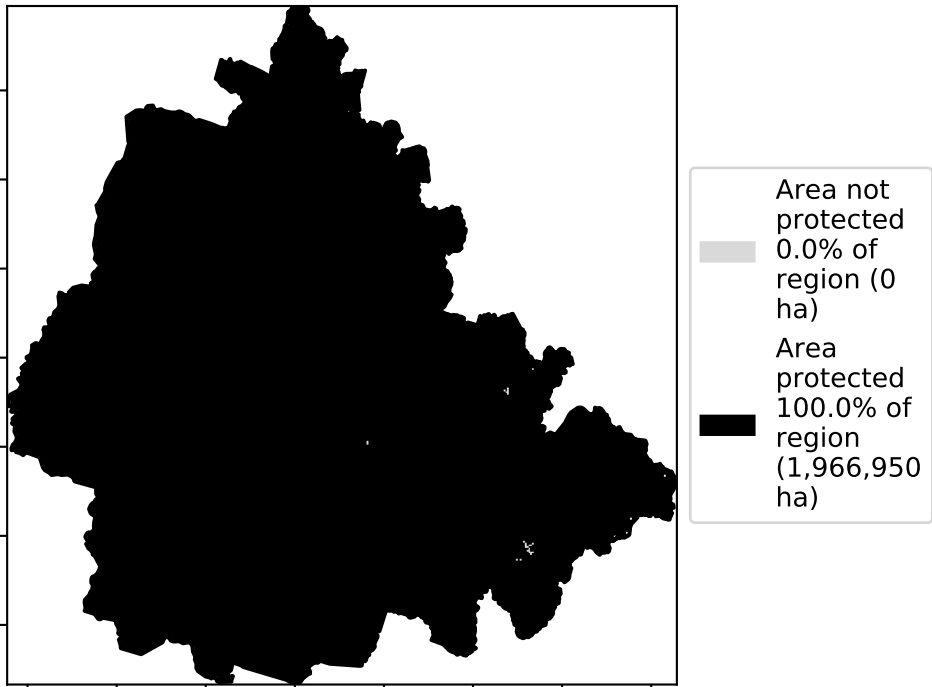 Area not
protected
0.0% of
region (0
ha)
Area
protected
100.0% of
region
(1,966,950
ha)